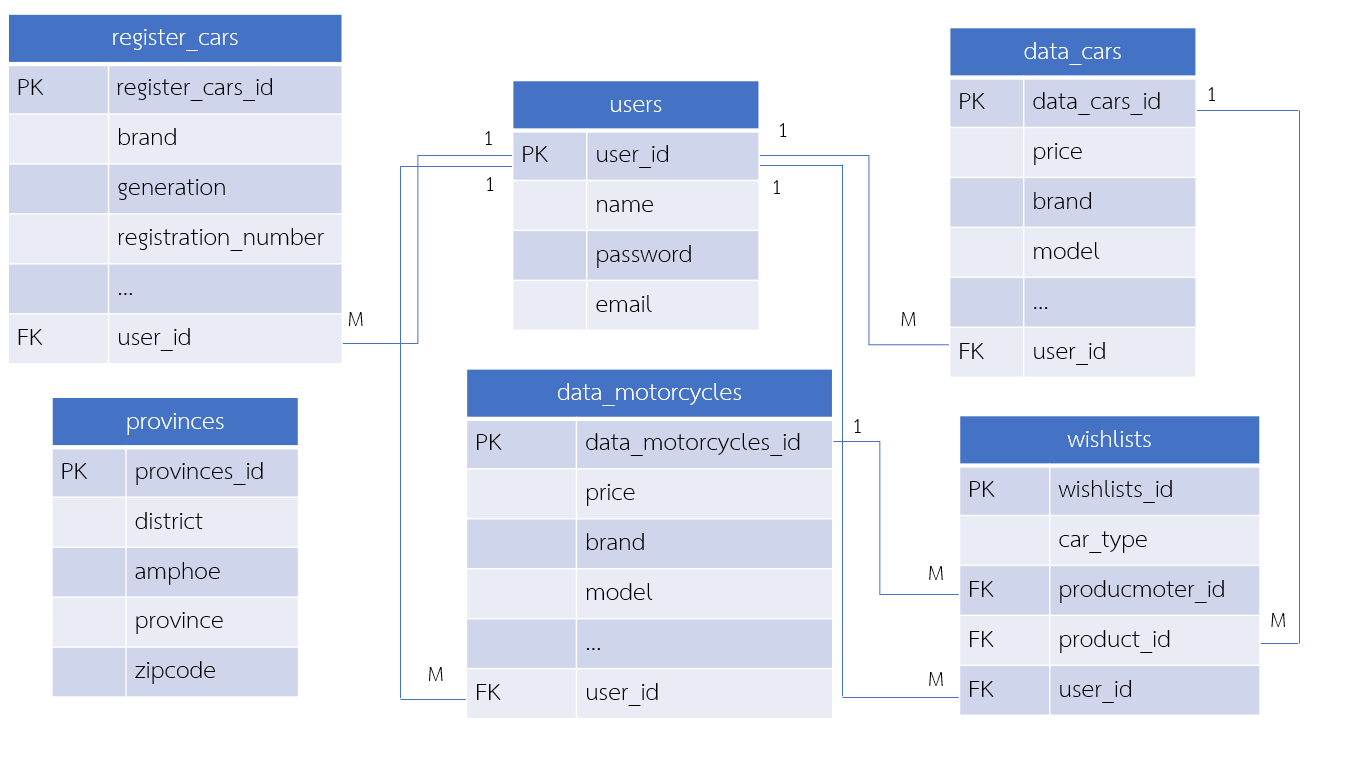 register_cars
PK register_cars_id
brand
generation
registration_number
...
FK user_id
M
provinces
PK provinces_id
district
amphoe
province
zipcode
users
1 PK user_id 1
1 1
name
password
email
data_motorcycles
PK data_motorcycles_id
1
price
brand
model
...
M FK user_id
data_cars
PK data_cars_id
1
price
brand
model
...
M
FK user_id
wishlists
PK wishlists_id
car_type
M FK producmoter_id
FK product_id M
M FK user_id